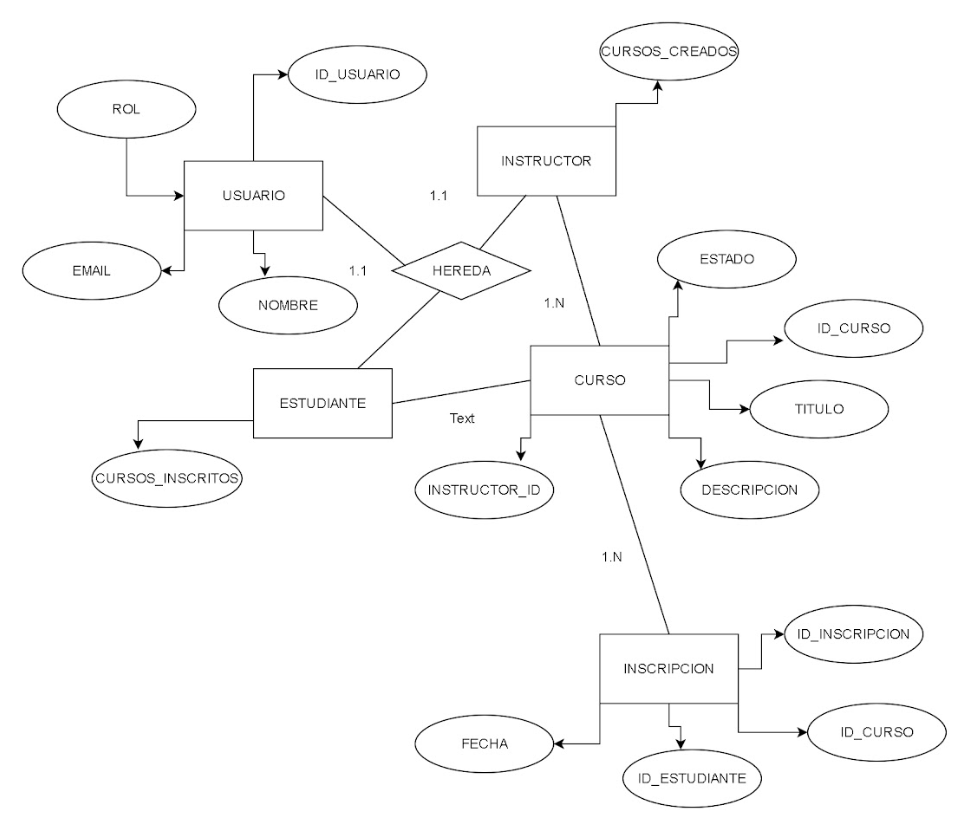 CURSOS_CREADOS
ID_USUARIO
ROL
INSTRUCTOR
USUARIO
1.1
ESTADO
EMAIL
1.1
HEREDA
NOMBRE
1.N
ID_CURSO
CURSO
ESTUDIANTE
TITULO
Text
CURSOS_INSCRITOS
INSTRUCTOR_ID
DESCRIPCION
1.N
ID_INSCRIPCION
INSCRIPCION
FECHA
ID_CURSO
ID_ESTUDIANTE